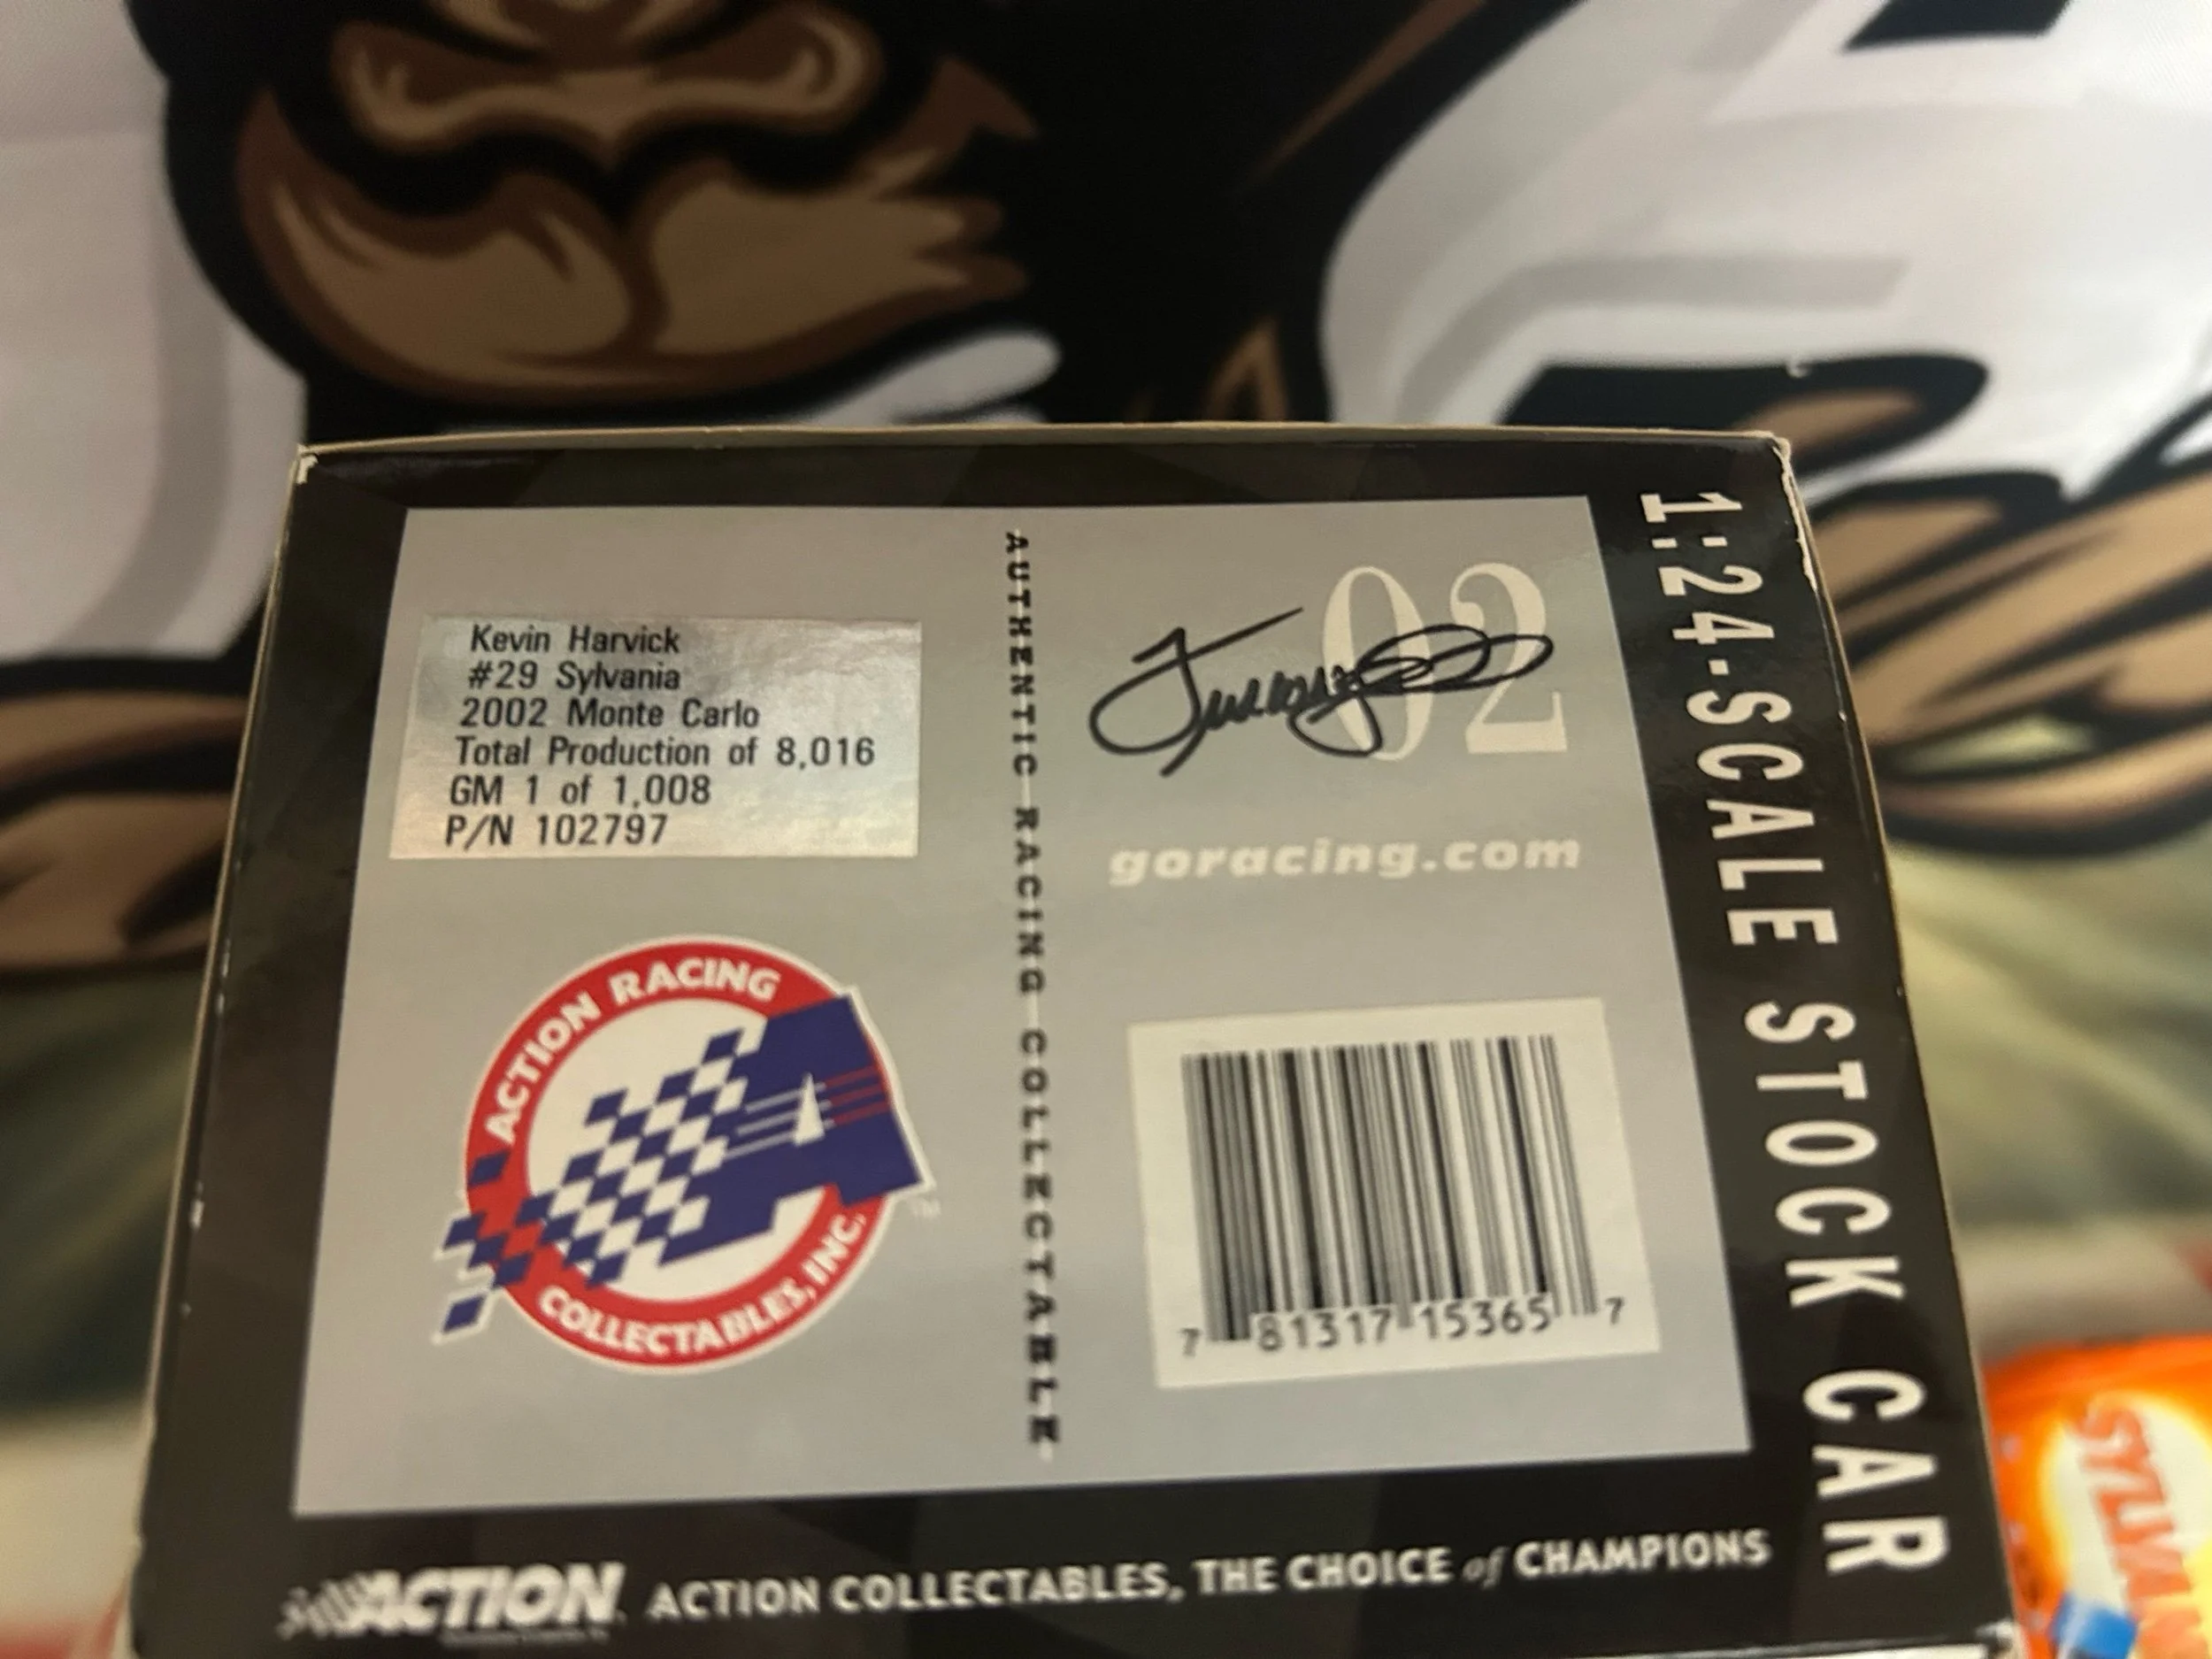 Kevin Harvick
#29 Sylvania
2002 Monte Carlo
Total Production of 8,016
GM 1 of 1,008
P/N 102797
ACTION RACING
COLLECTABLES, INC.
TM
AUTHENTIC RACING COLLECTABLE
02
goracing.com
7 81317 15365 7
1:24-SCALE STOCK CAR
ACTION
ACTION COLLECTABLES, THE CHOICE of CHAMPIONS